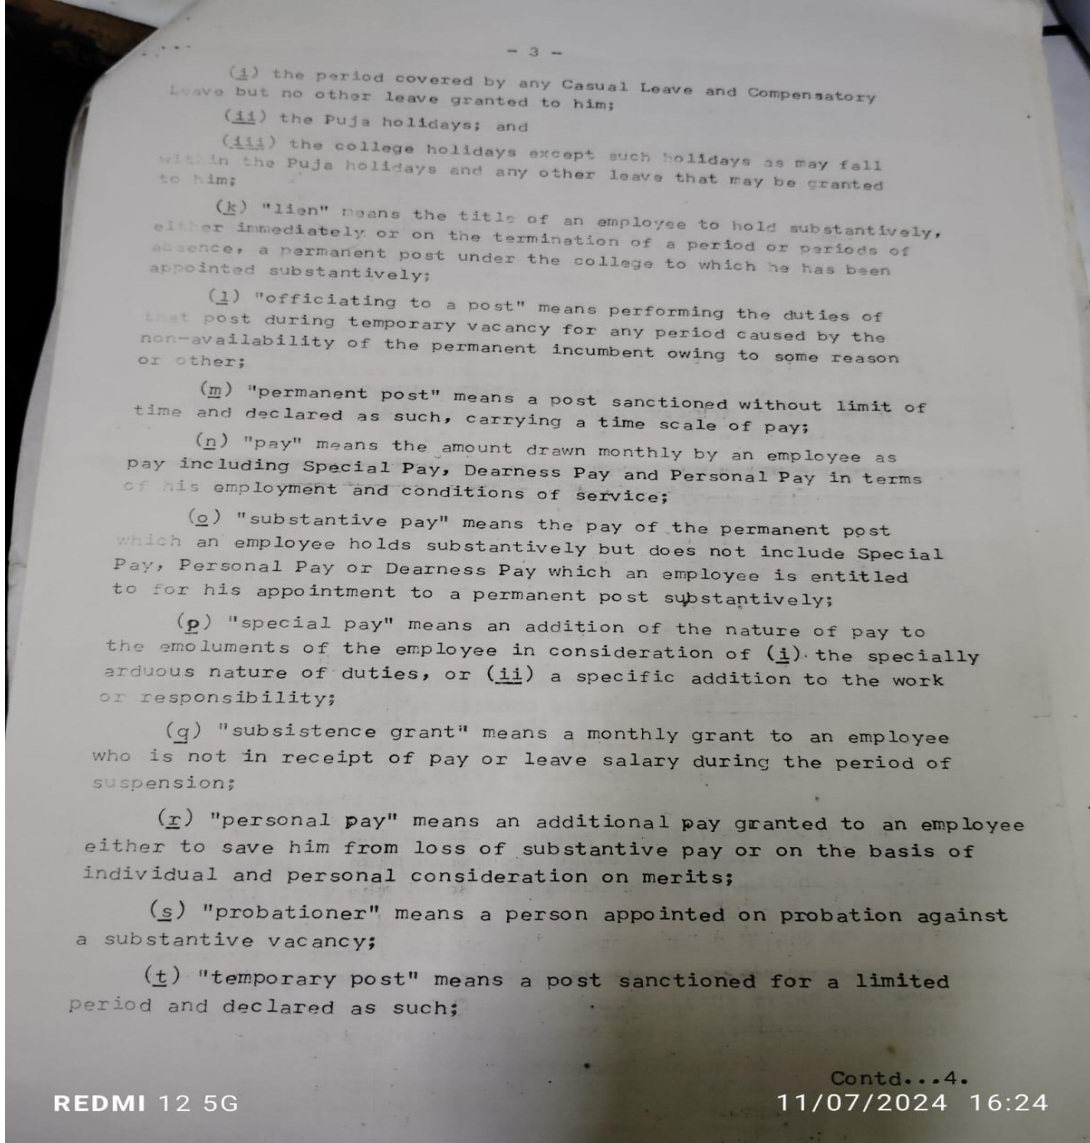 - 3 -
(i) the period covered by any Casual Leave and Compensatory
Leave but no other leave granted to him;
(ii) the Puja holidays; and
(iii) the college holidays except such holidays as may fall
within the Puja holidays and any other leave that may be granted
to him;
(k) "lien" means the title of an employee to hold substantively,
either immediately or on the termination of a period or periods of
absence, a permanent post under the college to which he has been
appointed substantively;
(l) "officiating to a post" means performing the duties of
that post during temporary vacancy for any period caused by the
non-availability of the permanent incumbent owing to some reason
or other;
(m) "permanent post" means a post sanctioned without limit of
time and declared as such, carrying a time scale of pay;
(n) "pay" means the amount drawn monthly by an employee as
pay including Special Pay, Dearness Pay and Personal Pay in terms
of his employment and conditions of service;
(o) "substantive pay" means the pay of the permanent post
which an employee holds substantively but does not include Special
Pay, Personal Pay or Dearness Pay which an employee is entitled
to for his appointment to a permanent post substantively;
(p) "special pay" means an addition of the nature of pay to
the emoluments of the employee in consideration of (i) the specially
arduous nature of duties, or (ii) a specific addition to the work
or responsibility;
(q) "subsistence grant" means a monthly grant to an employee
who is not in receipt of pay or leave salary during the period of
suspension;
(r) "personal pay" means an additional pay granted to an employee
either to save him from loss of substantive pay or on the basis of
individual and personal consideration on merits;
(s) "probationer" means a person appointed on probation against
a substantive vacancy;
(t) "temporary post" means a post sanctioned for a limited
period and declared as such;
Contd...4.
REDMI 12 5G
11/07/2024 16:24